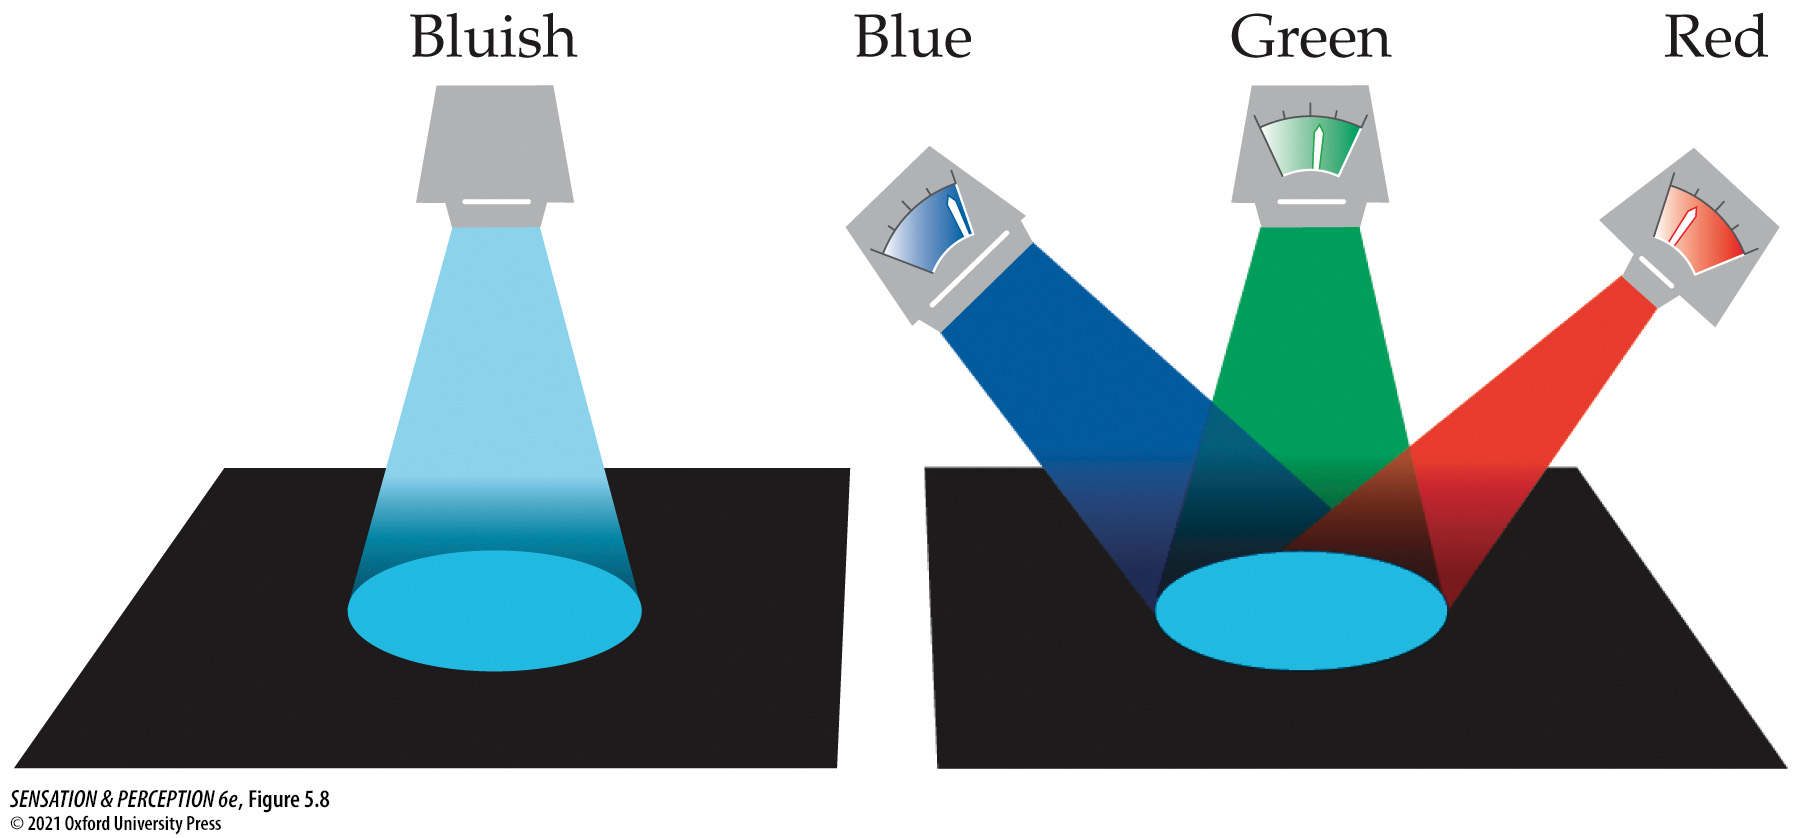 Bluish Blue Green Red
SENSATION & PERCEPTION 6e, Figure 5.8
© 2021 Oxford University Press